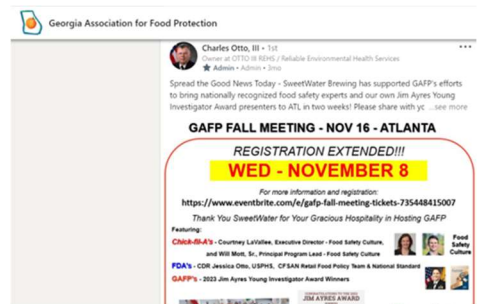 Georgia Association for Food Protection
Charles Otto, III • 1st
Owner at OTTO III REHS / Reliable Environmental Health Services
Admin • Admin • 3mo
Spread the Good News Today - SweetWater Brewing has supported GAFP's efforts
to bring nationally recognized food safety experts and our own Jim Ayres Young
Investigator Award presenters to ATL in two weeks! Please share with yc ...see more
GAFP FALL MEETING - NOV 16 - ATLANTA
REGISTRATION EXTENDED!!!
WED - NOVEMBER 8
For more information and registration:
https://www.eventbrite.com/e/gafp-fall-meeting-tickets-735448415007
Thank You SweetWater for Your Gracious Hospitality in Hosting GAFP
Featuring:
Chick-fil-A's - Courtney LaVallee, Executive Director - Food Safety Culture,
and Will Mott, Sr., Principal Program Lead - Food Safety Culture
Food
Safety
Culture
FDA's - CDR Jessica Otto, USPHS, CFSAN Retail Food Policy Team & National Standard
GAFP's - 2023 Jim Ayres Young Investigator Award Winners
JIM AYRES AWARD